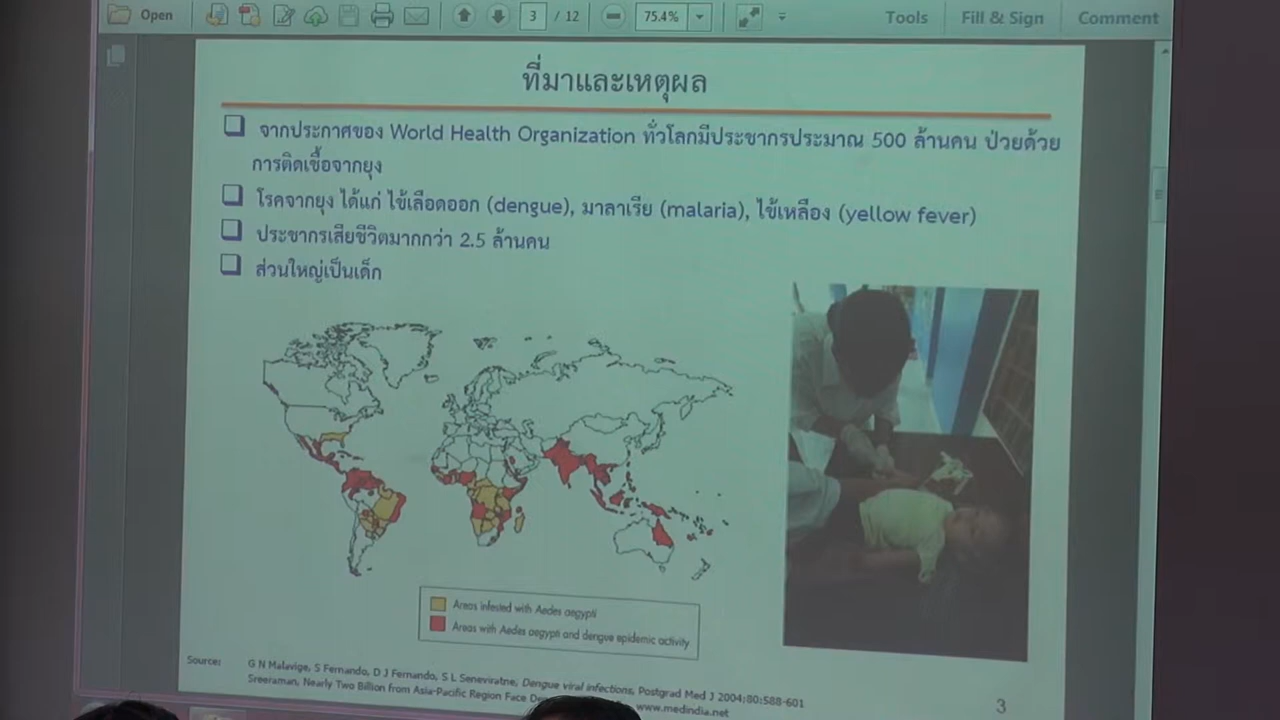 Open
3 / 12
75.4%
Tools
Fill & Sign
Comment
ที่มาและเหตุผล
จากประกาศของ World Health Organization ทั่วโลกมีประชากรประมาณ 500 ล้านคน ป่วยด้วย
การติดเชื้อจากยุง
โรคจากยุง ได้แก่ ไข้เลือดออก (dengue), มาลาเรีย (malaria), ไข้เหลือง (yellow fever)
ประชากรเสียชีวิตมากกว่า 2.5 ล้านคน
ส่วนใหญ่เป็นเด็ก
Areas infested with Aedes aegypti
Areas with Aedes aegypti and dengue epidemic activity
Source: G N Malavige, S Fernando, D J Fernando, S L Seneviratne, Dengue viral infections, Postgrad Med J 2004;80:588-601
Sreeraman, Nearly Two Billion from Asia-Pacific Region Face www.medindia.net
3